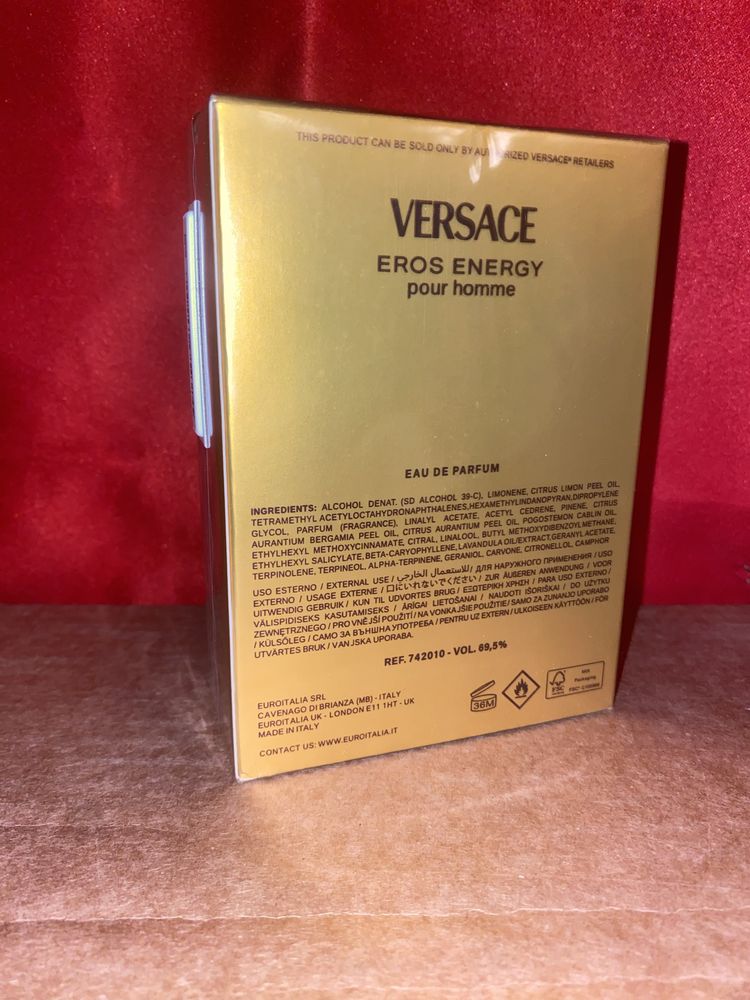 THIS PRODUCT CAN BE SOLD ONLY BY AUTHORIZED VERSACE® RETAILERS
VERSACE
EROS ENERGY
pour homme
EAU DE PARFUM
INGREDIENTS: ALCOHOL DENAT. (SD ALCOHOL 39-C), LIMONENE, CITRUS LIMON PEEL OIL,
TETRAMETHYL ACETYLOCTAHYDRONAPHTHALENES,HEXAMETHYLINDANOPYRAN,DIPROPYLENE
GLYCOL, PARFUM (FRAGRANCE), LINALYL ACETATE, ACETYL CEDRENE, PINENE, CITRUS
AURANTIUM BERGAMIA PEEL OIL, CITRUS AURANTIUM PEEL OIL, POGOSTEMON CABLIN OIL,
ETHYLHEXYL METHOXYCINNAMATE, CITRAL, LINALOOL, BUTYL METHOXYDIBENZOYLMETHANE,
ETHYLHEXYL SALICYLATE, BETA-CARYOPHYLLENE, LAVANDULA OIL/EXTRACT, GERANYL ACETATE,
TERPINOLENE, TERPINEOL, ALPHA-TERPINENE, GERANIOL, CARVONE, CITRONELLOL, CAMPHOR
USO ESTERNO / EXTERNAL USE / للاستعمال الخارجي / ДЛЯ НАРУЖНОГО ПРИМЕНЕНИЯ / USO
EXTERNO / USAGE EXTERNE / 口にいれないでください / ZUR ÄUßEREN ANWENDUNG / VOOR
UITWENDIG GEBRUIK / KUN TIL UDVORTES BRUG / ΕΞΩΤΕΡΙΚΗ ΧΡΗΣΗ / PARA USO EXTERNO /
VÄLISPIDISEKS KASUTAMISEKS / ĀRĪGAI LIETOŠANAI / NAUDOTI IŠORIŠKAI / DO UŻYTKU
ZEWNĘTRZNEGO / PRO VNĚJŠÍ POUŽITÍ / NA VONKAJŠIE POUŽITIE / SAMO ZA ZUNANJO UPORABO
/ KÜLSŐLEG / САМО ЗА ВЪНШНА УПОТРЕБА / PENTRU UZ EXTERN / ULKOISEEN KÄYTTÖÖN / FÖR
UTVÄRTES BRUK / VANJSKA UPORABA.
REF. 742010 - VOL. 69,5%
EUROITALIA SRL
CAVENAGO DI BRIANZA (MB) - ITALY
EUROITALIA UK - LONDON E11 1HT - UK
MADE IN ITALY
CONTACT US: WWW.EUROITALIA.IT
36M
FSC
MIX
Packaging